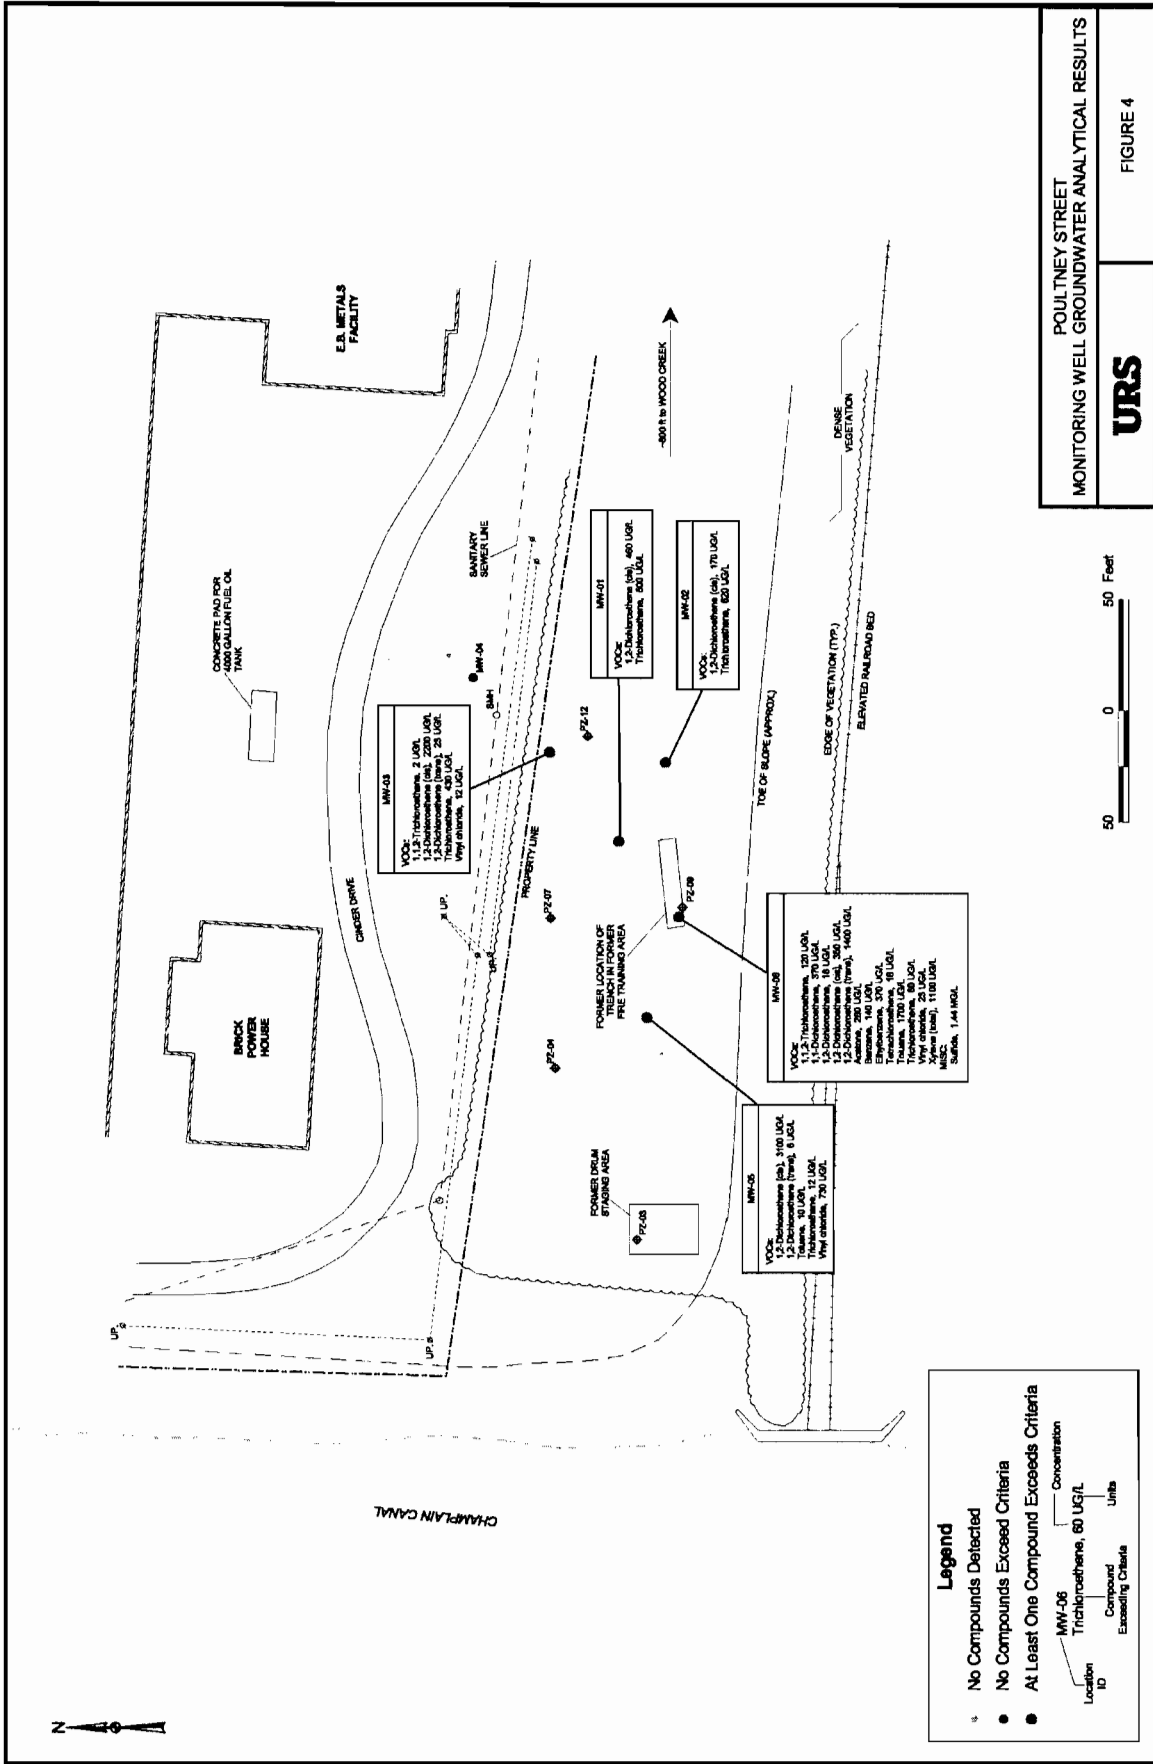 N
BRICK
POWER
HOUSE
CONCRETE PAD FOR
4000 GALLON FUEL OIL
TANK
E.B. METALS
FACILITY
CINDER DRIVE
UP.
UP.
UP.
UP.
SANITARY
SEWER LINE
SMH
MW-04
PROPERTY LINE
PZ-12
PZ-07
PZ-04
PZ-03
PZ-09
FORMER DRUM
STAGING AREA
FORMER LOCATION OF
TRENCH IN FORMER
FIRE TRAINING AREA
~800 ft to WOOD CREEK
MW-03
VOCs:
1,1,2-Trichloroethane, 2 UG/L
1,2-Dichloroethene (cis), 2200 UG/L
1,2-Dichloroethene (trans), 25 UG/L
Trichloroethene, 430 UG/L
Vinyl chloride, 12 UG/L
MW-01
VOCs:
1,2-Dichloroethene (cis), 460 UG/L
Trichloroethene, 800 UG/L
MW-02
VOCs:
1,2-Dichloroethene (cis), 170 UG/L
Trichloroethene, 620 UG/L
MW-05
VOCs:
1,2-Dichloroethene (cis), 3100 UG/L
1,2-Dichloroethene (trans), 6 UG/L
Toluene, 10 UG/L
Trichloroethene, 12 UG/L
Vinyl chloride, 730 UG/L
MW-06
VOCs:
1,1,2-Trichloroethane, 120 UG/L
1,1-Dichloroethene, 370 UG/L
1,2-Dichloroethane, 18 UG/L
1,2-Dichloroethene (cis), 350 UG/L
1,2-Dichloroethene (trans), 1400 UG/L
Acetone, 280 UG/L
Benzene, 140 UG/L
Ethylbenzene, 370 UG/L
Tetrachloroethene, 16 UG/L
Toluene, 1700 UG/L
Trichloroethene, 60 UG/L
Vinyl chloride, 23 UG/L
Xylene (total), 1100 UG/L
MISC:
Sulfide, 1.44 MG/L
TOE OF SLOPE (APPROX.)
EDGE OF VEGETATION (TYP.)
ELEVATED RAILROAD BED
DENSE
VEGETATION
CHAMPLAIN CANAL
Legend
No Compounds Detected
No Compounds Exceed Criteria
At Least One Compound Exceeds Criteria
MW-06
Trichloroethene, 60 UG/L
Concentration
Location
ID
Compound
Exceeding Criteria
Units
50 0 50 Feet
URS
POULTNEY STREET
MONITORING WELL GROUNDWATER ANALYTICAL RESULTS
FIGURE 4